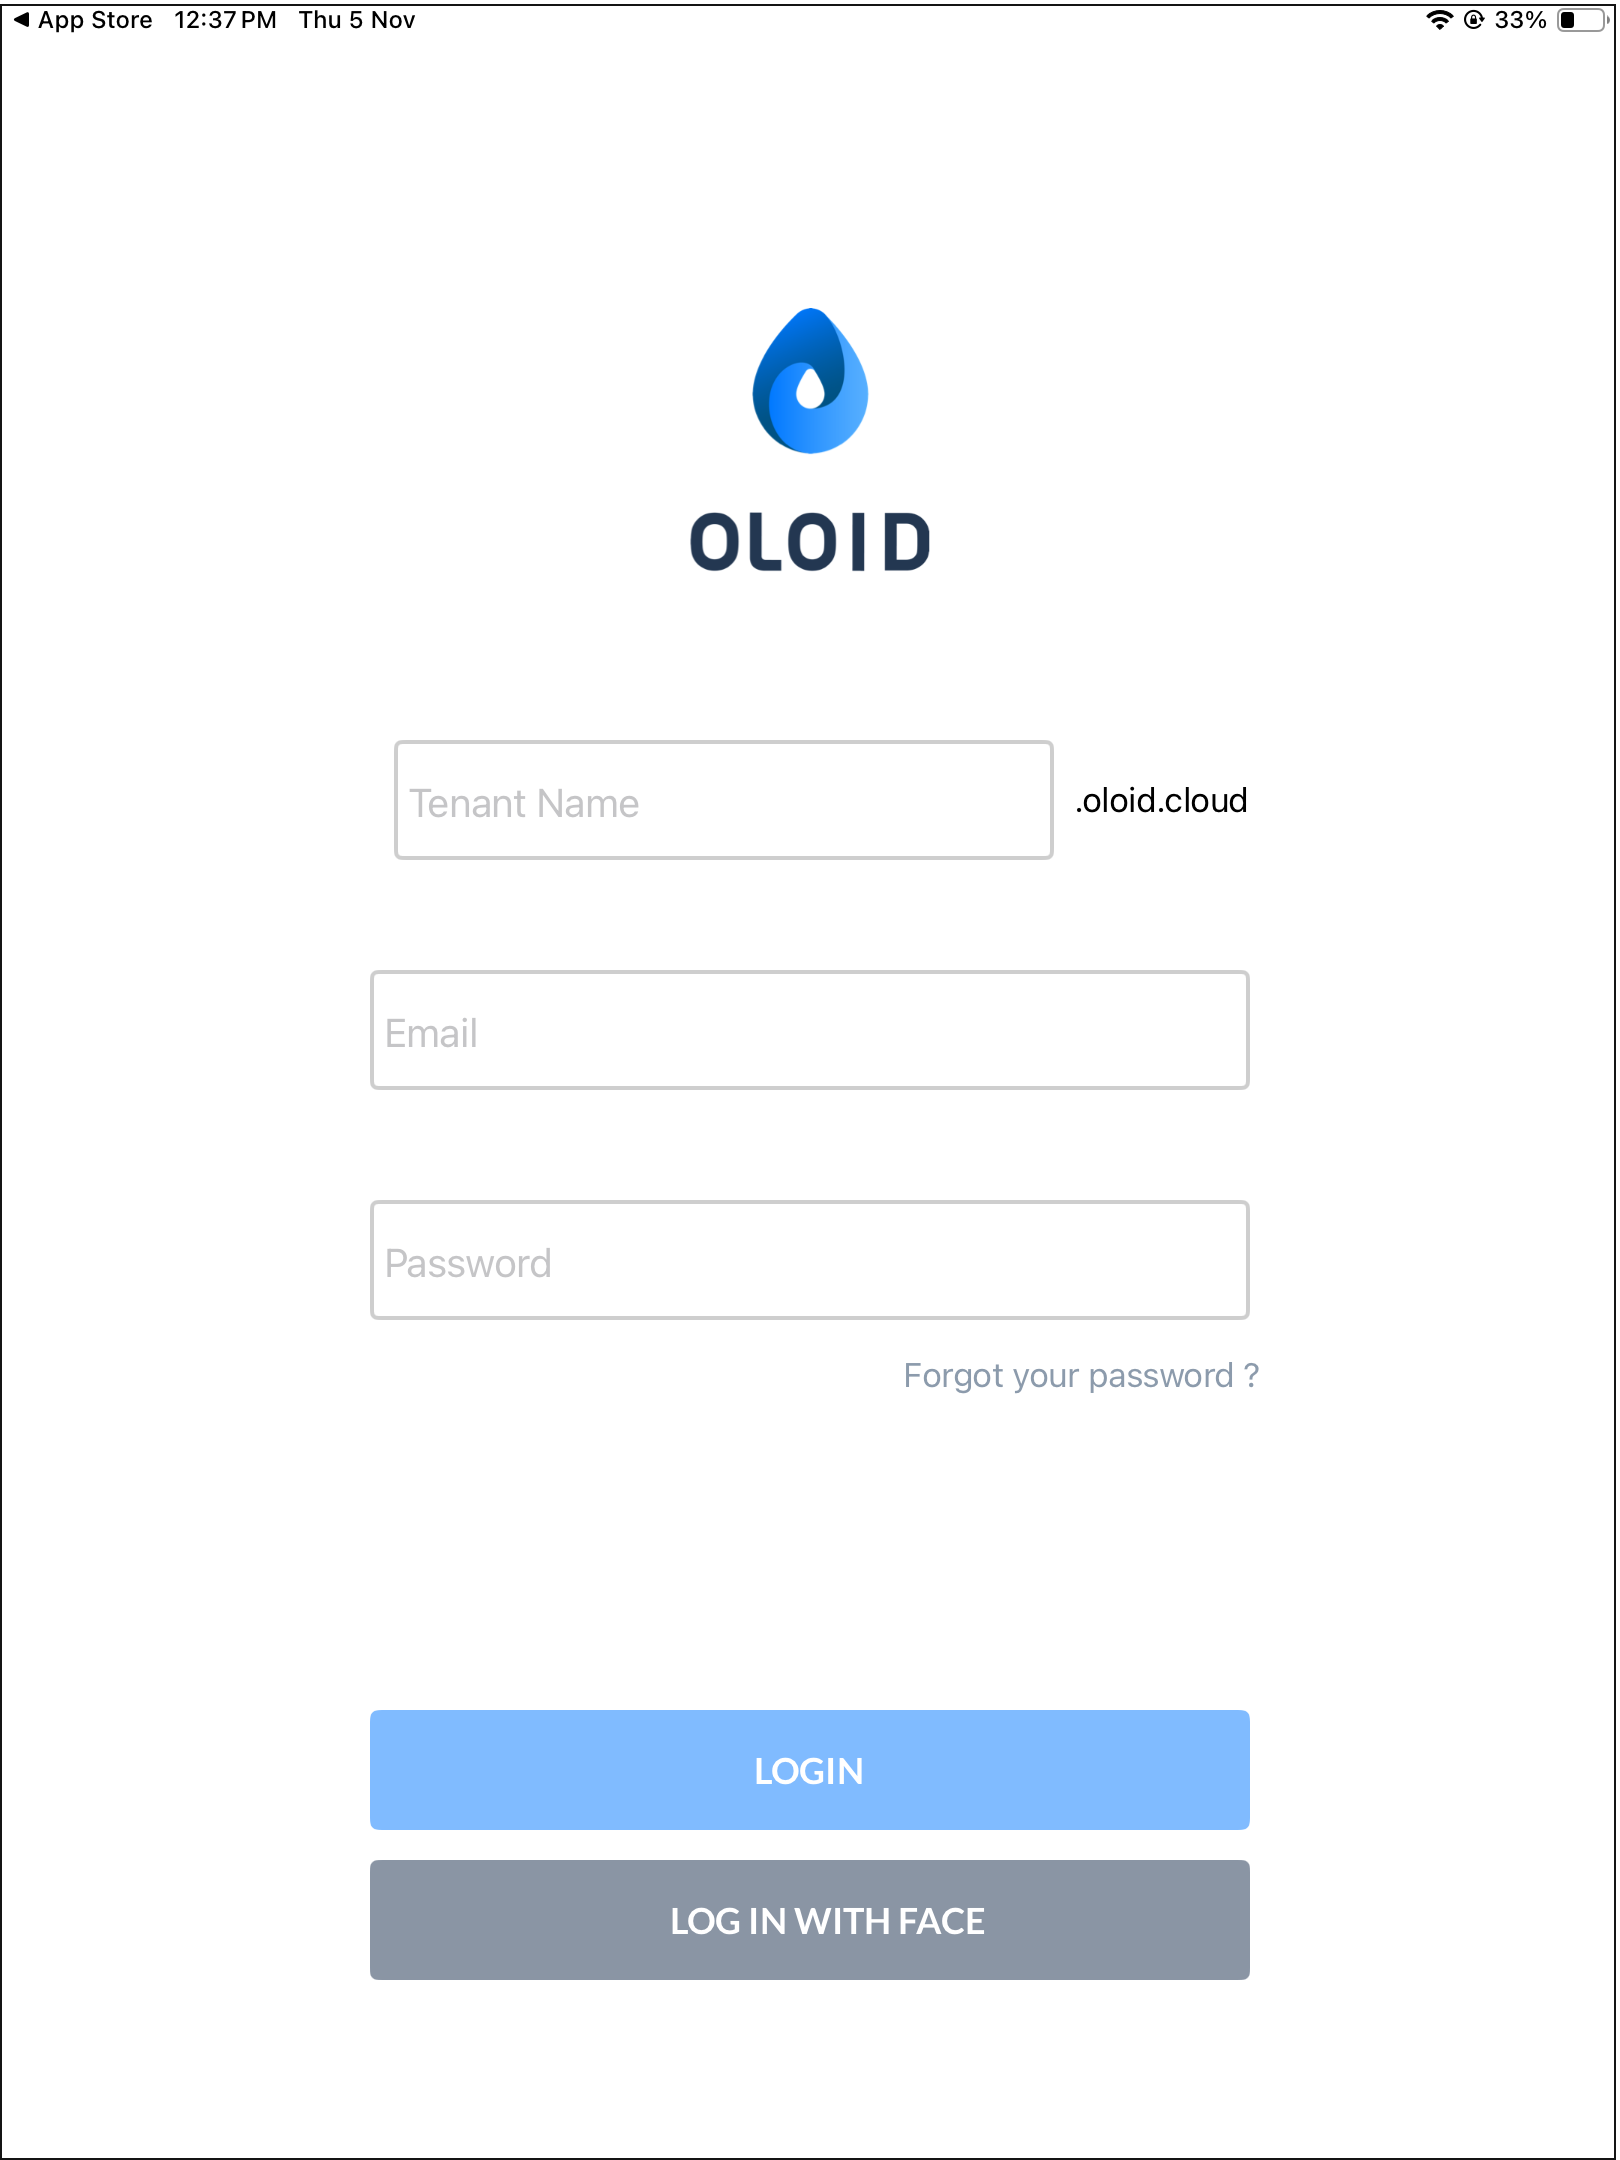 App Store 12:37 PM Thu 5 Nov 33%
OLOID
Tenant Name .oloid.cloud
Email
Password
Forgot your password ?
LOGIN
LOG IN WITH FACE